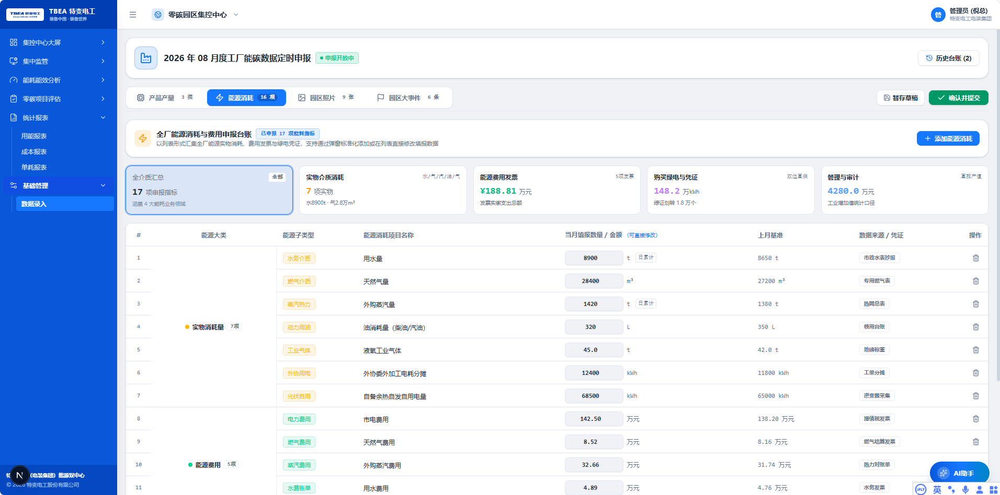 TBEA 特变电工
装备中国 · 装备世界
零碳园区集控中心
管
管理员 (倪总)
特变电工电装集团
集控中心大屏
集中监管
能耗能效分析
零碳项目评估
统计报表
用能报表
成本报表
单耗报表
基础管理
数据录入
2026 年 08 月度工厂能碳数据定时申报
申报开放中
历史台账 (2)
产品产量 3 类
能源消耗 16 项
园区照片 9 张
园区大事件 6 条
暂存草稿
确认并提交
全厂能源消耗与费用申报台账 已申报 17 项能耗指标
以列表形式汇集全厂能源实物消耗、费用发票与绿电凭证，支持通过弹窗标准化添加或在列表直接修改填报数据
添加能源消耗
全介质汇总 全部
17 项申报指标
涵盖 4 大能耗业务领域
实物介质消耗 水/气/汽/油/气
7 项实物
水8900t · 气2.8万m³
能源费用发票 5项发票
¥188.81 万元
发票实缴支出总额
购买绿电与凭证 双边直供
148.2 万kWh
绿证划转 1.8 万个
管理与审计 直报产值
4280.0 万元
工业增加值统计口径
# 能源大类 能源子类型 能源消耗项目名称 当月填报数量 / 金额 (可直接修改) 上月基准 数据来源 / 凭证 操作
1 水务介质 用水量 8900 t 日累计 8650 t 市政水表抄报
2 燃气介质 天然气量 28400 m³ 27200 m³ 专用燃气表
3 蒸汽热力 外购蒸汽量 1420 t 日累计 1380 t 热网总表
4 实物消耗量 7项 动力用油 油消耗量（柴油/汽油） 320 L 350 L 领用台账
5 工业气体 液氧工业气体 45.0 t 42.0 t 地磅称重
6 外协用电 外协委外加工电耗分摊 12400 kWh 11800 kWh 工单分摊
7 光伏自用 自备余热自发自用电量 68500 kWh 65000 kWh 逆变器采集
8 电力费用 市电费用 142.50 万元 138.20 万元 增值税发票
9 燃气费用 天然气费用 8.52 万元 8.16 万元 燃气结算发票
10 能源费用 5项 蒸汽费用 外购蒸汽费用 32.66 万元 31.74 万元 热力对账单
11 水费账单 用水费用 4.89 万元 4.76 万元 水务发票
N
(电装集团) 能源双中心
© 2026 特变电工股份有限公司
AI助手
iFLY 英